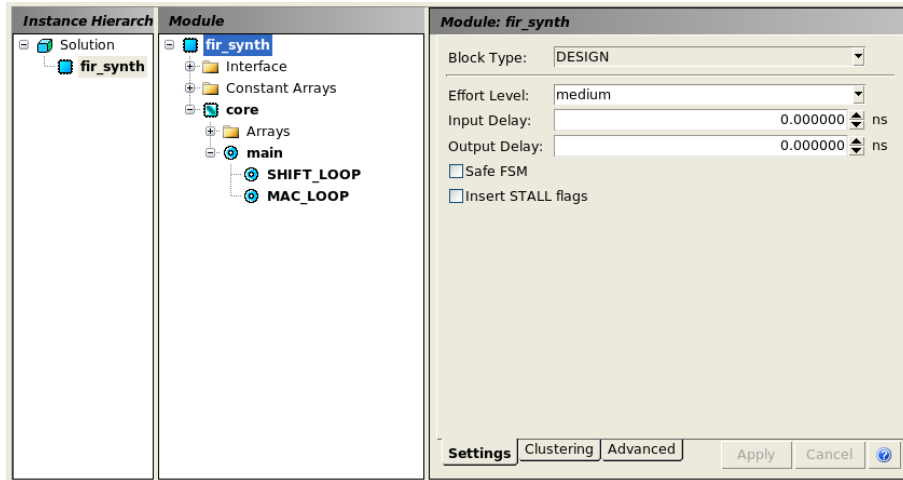 Instance Hierarch
Solution
fir_synth
Module
fir_synth
Interface
Constant Arrays
core
Arrays
main
SHIFT_LOOP
MAC_LOOP
Module: fir_synth
Block Type: DESIGN
Effort Level: medium
Input Delay: 0.000000 ns
Output Delay: 0.000000 ns
Safe FSM
Insert STALL flags
Settings Clustering Advanced Apply Cancel ?